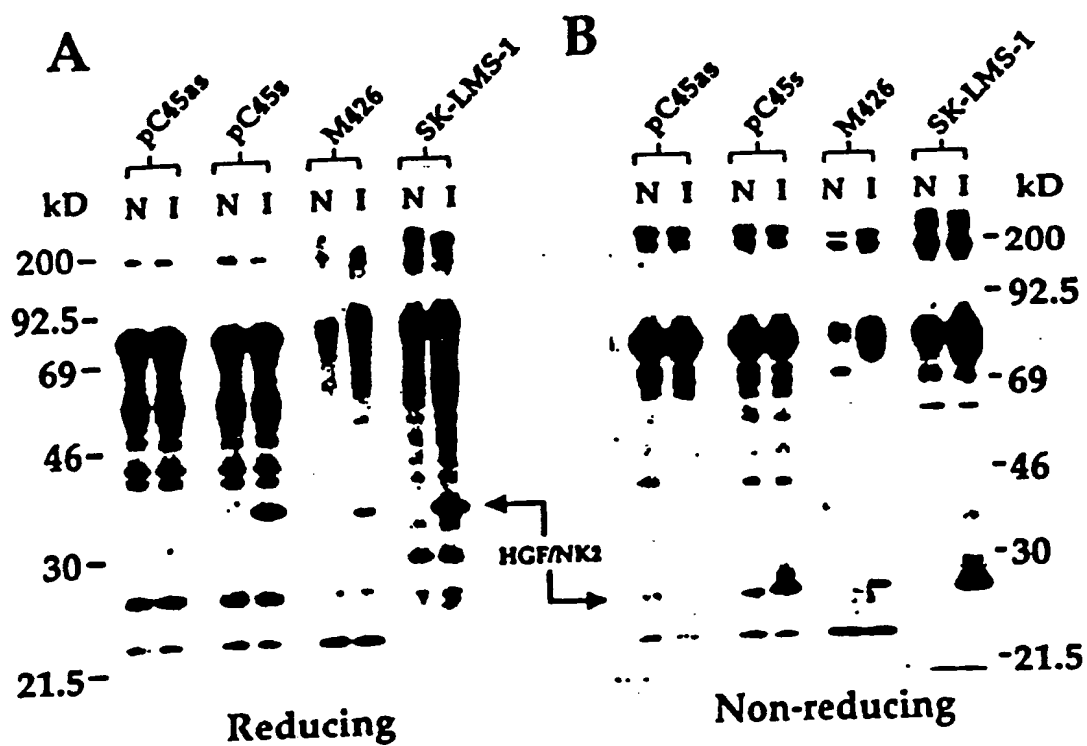 A
pC45as pC45s M426 SK-LMS-1
kD N I N I N I N I
200
92.5
69
46
30
21.5
Reducing
HGF/NK2
B
pC45as pC45s M426 SK-LMS-1
N I N I N I N I kD
200
92.5
69
46
30
21.5
Non-reducing